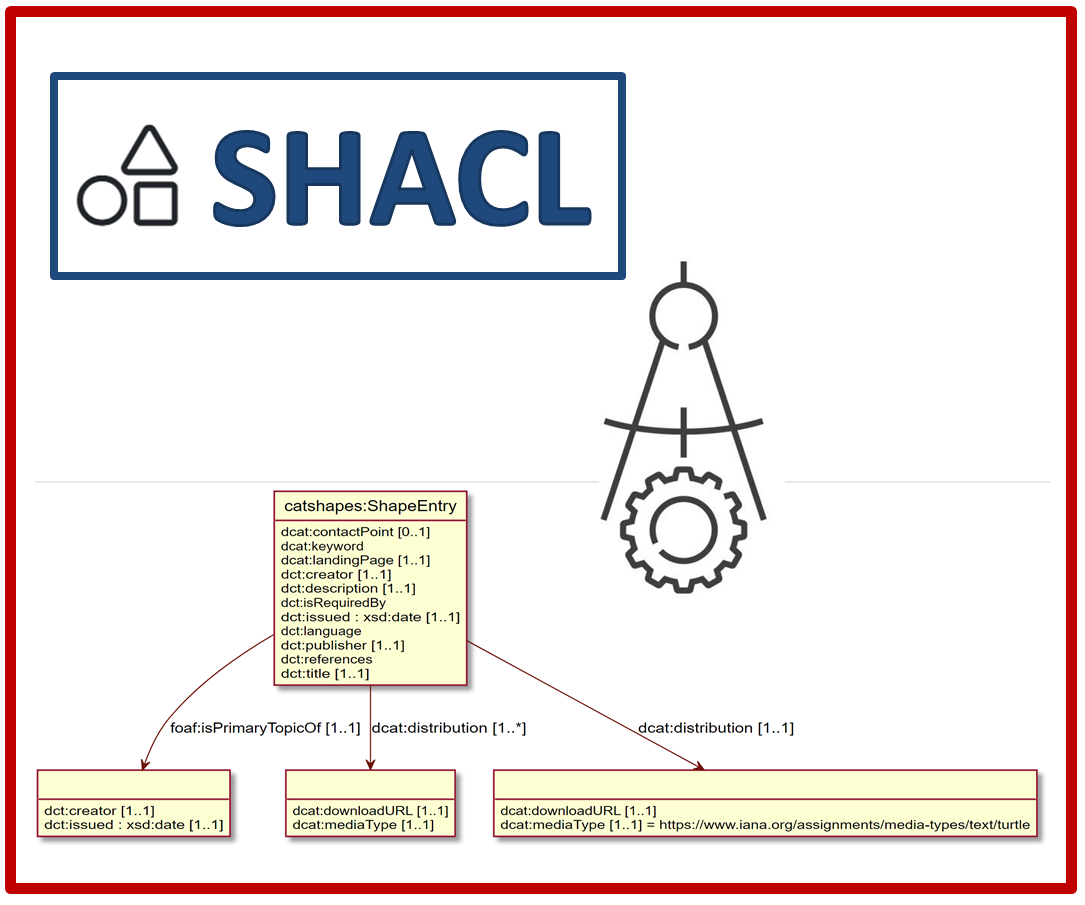 SHACL
catshapes:ShapeEntry
dcat:contactPoint [0..1]
dcat:keyword
dcat:landingPage [1..1]
dct:creator [1..1]
dct:description [1..1]
dct:isRequiredBy
dct:issued : xsd:date [1..1]
dct:language
dct:publisher [1..1]
dct:references
dct:title [1..1]
foaf:isPrimaryTopicOf [1..1]
dcat:distribution [1..*]
dcat:distribution [1..1]
dct:creator [1..1]
dct:issued : xsd:date [1..1]
dcat:downloadURL [1..1]
dcat:mediaType [1..1]
dcat:downloadURL [1..1]
dcat:mediaType [1..1] = https://www.iana.org/assignments/media-types/text/turtle